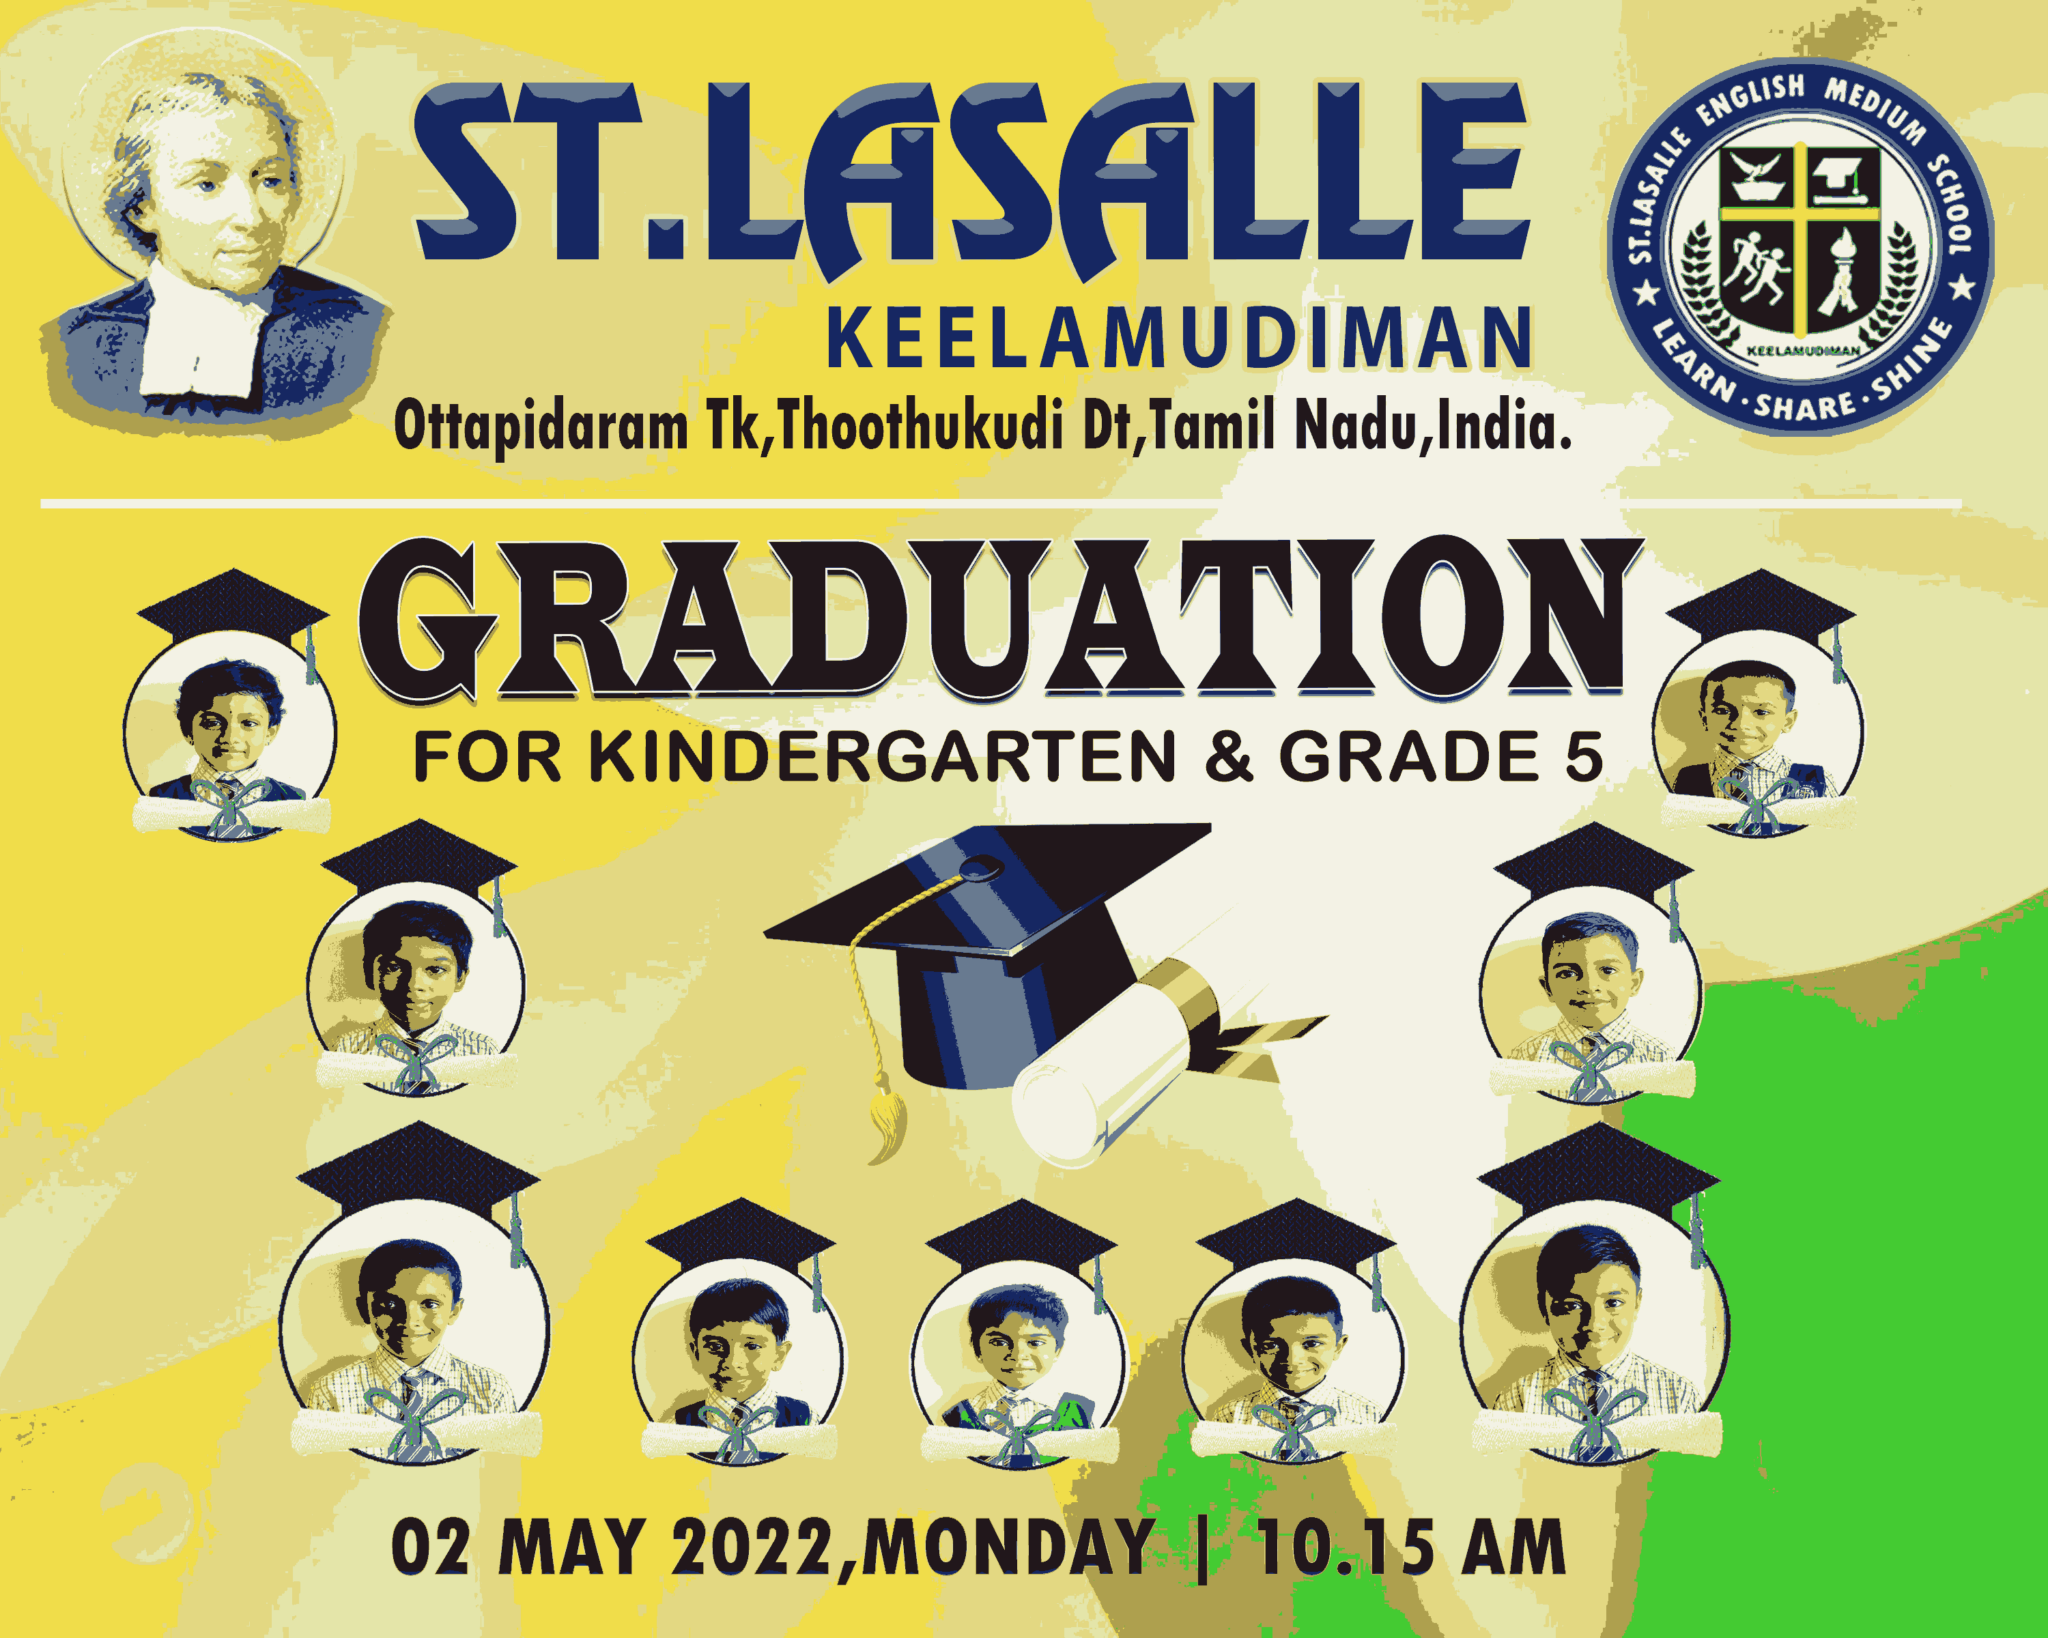 ST.LASALLE
KEELAMUDIMAN
Ottapidaram Tk,Thoothukudi Dt,Tamil Nadu,India.
ST.LASALLE ENGLISH MEDIUM SCHOOL
KEELAMUDIMAN
★ LEARN · SHARE · SHINE ★
GRADUATION
FOR KINDERGARTEN & GRADE 5
02 MAY 2022,MONDAY | 10.15 AM